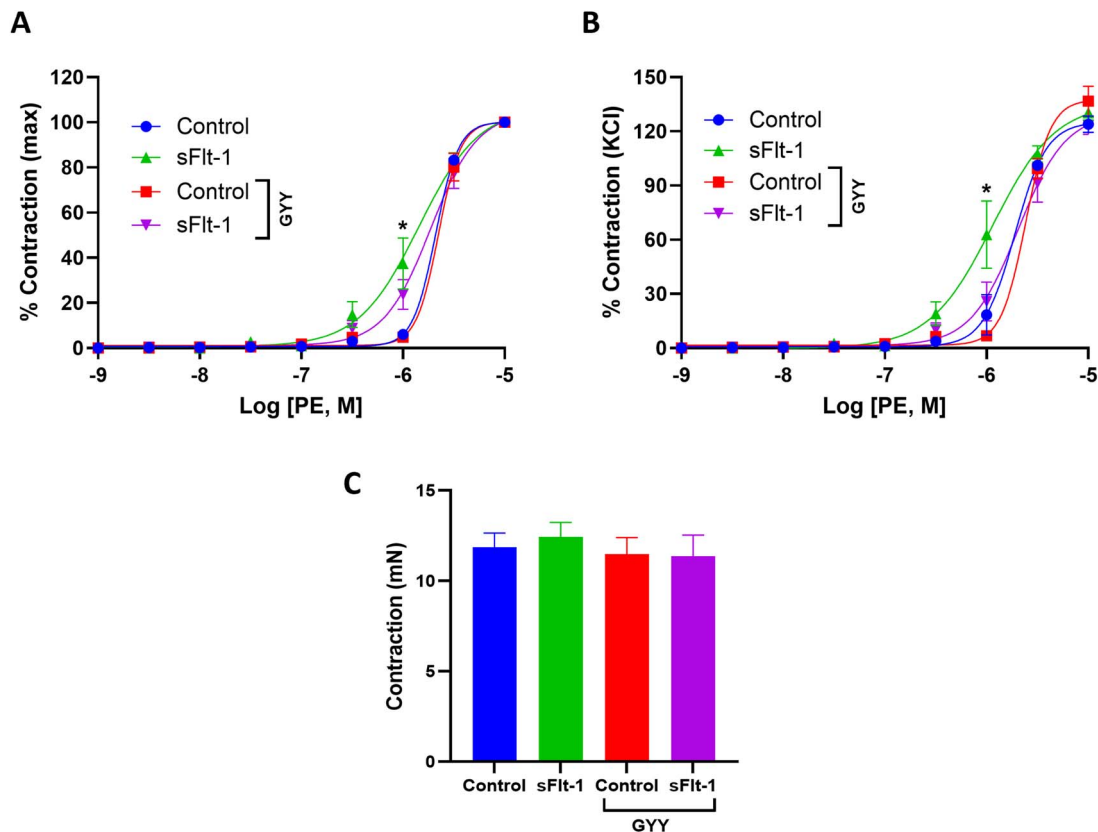 A
% Contraction (max)
120
100
80
60
40
20
0
Control
sFlt-1
Control
sFlt-1
GYY
*
-9
-8
-7
-6
-5
Log [PE, M]
B
% Contraction (KCl)
150
120
90
60
30
0
Control
sFlt-1
Control
sFlt-1
GYY
*
-9
-8
-7
-6
-5
Log [PE, M]
C
Contraction (mN)
15
10
5
0
Control
sFlt-1
Control
sFlt-1
GYY